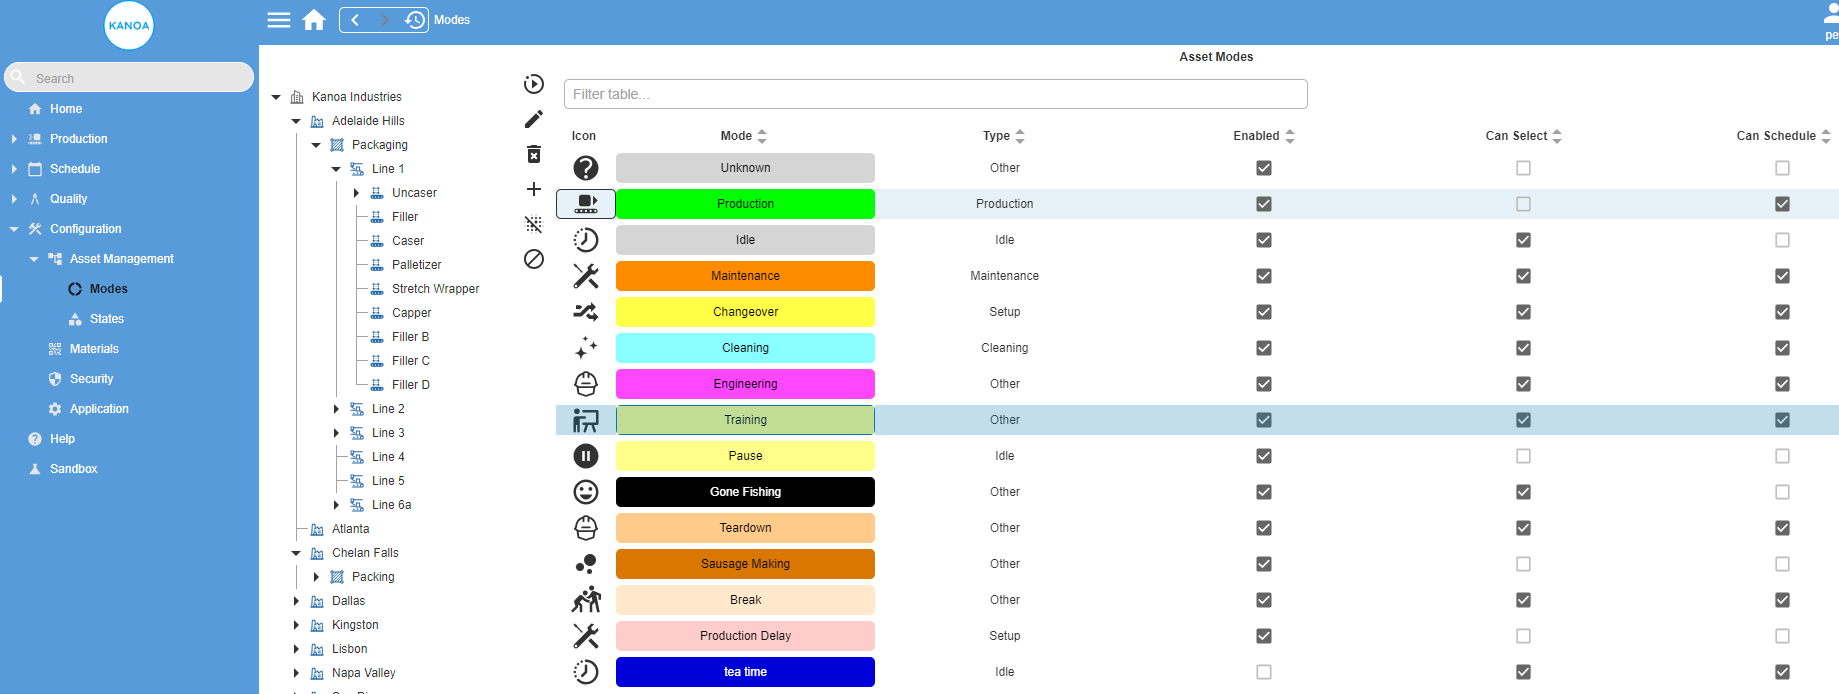 KANOA
Modes
pe
Search
Home
Production
Schedule
Quality
Configuration
Asset Management
Modes
States
Materials
Security
Application
Help
Sandbox
Kanoa Industries
Adelaide Hills
Packaging
Line 1
Uncaser
Filler
Caser
Palletizer
Stretch Wrapper
Capper
Filler B
Filler C
Filler D
Line 2
Line 3
Line 4
Line 5
Line 6a
Atlanta
Chelan Falls
Packing
Dallas
Kingston
Lisbon
Napa Valley
Asset Modes
Filter table...
Icon Mode Type Enabled Can Select Can Schedule
Unknown Other
Production Production
Idle Idle
Maintenance Maintenance
Changeover Setup
Cleaning Cleaning
Engineering Other
Training Other
Pause Idle
Gone Fishing Other
Teardown Other
Sausage Making Other
Break Other
Production Delay Setup
tea time Idle